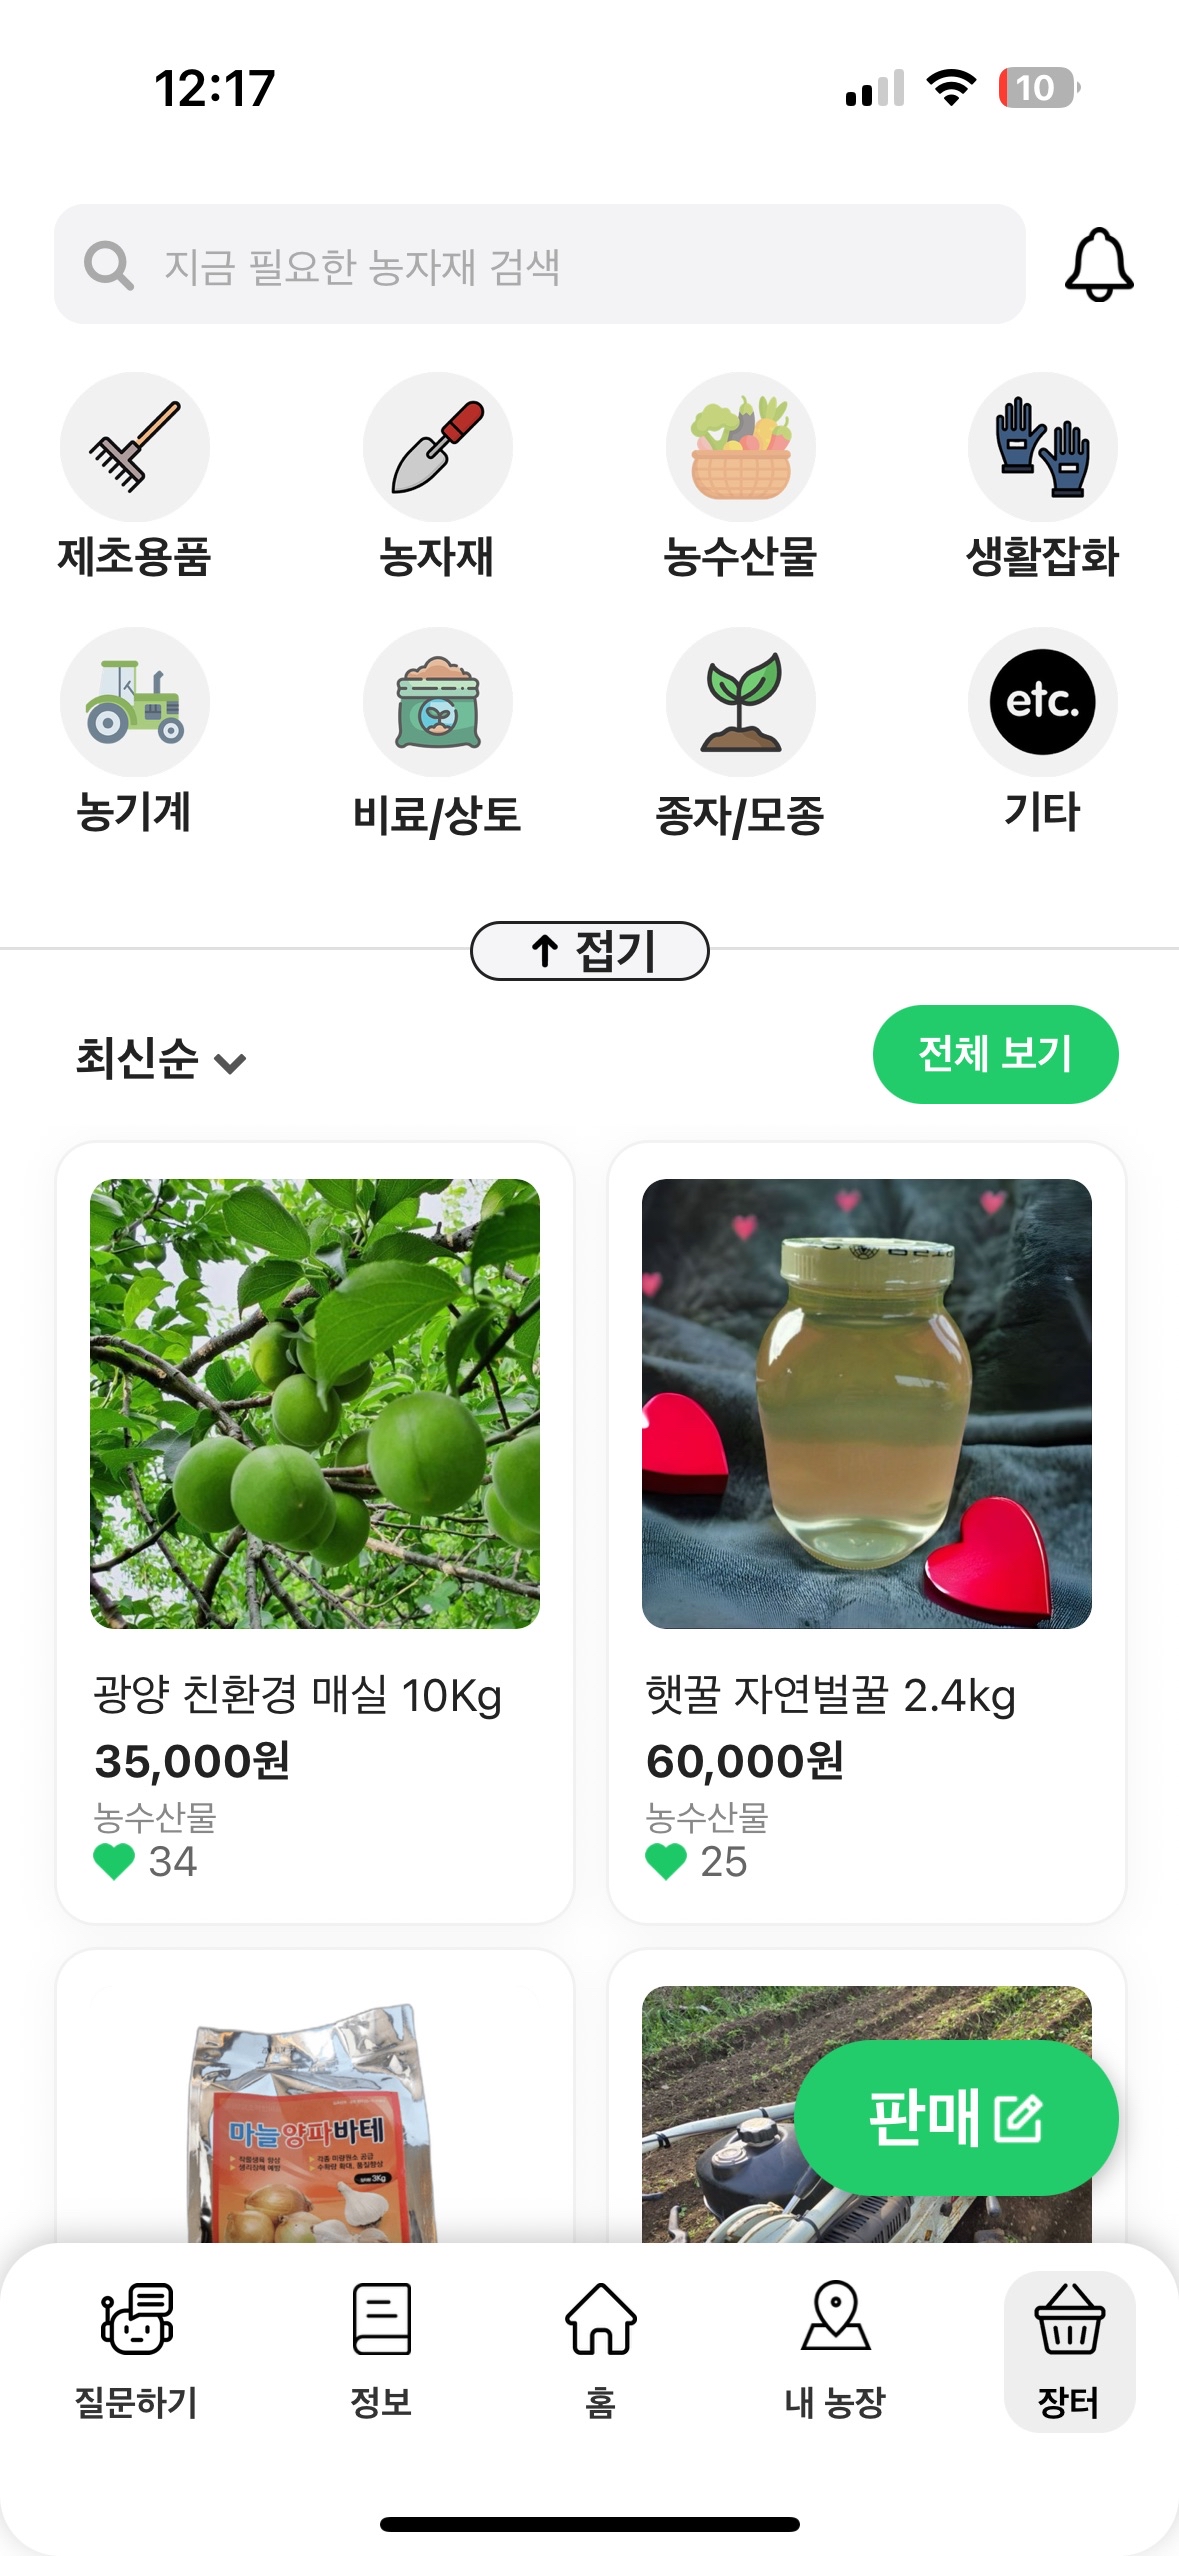 12:17
10
지금 필요한 농자재 검색
제초용품
농자재
농수산물
생활잡화
etc.
농기계
비료/상토
종자/모종
기타
↑ 접기
최신순
전체 보기
광양 친환경 매실 10Kg
35,000원
농수산물
34
햇꿀 자연벌꿀 2.4kg
60,000원
농수산물
25
마늘양파바테
3Kg
판매
질문하기
정보
홈
내 농장
장터